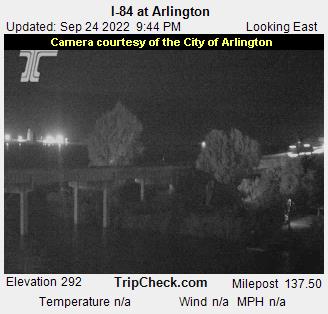 I-84 at Arlington
Updated: Sep 24 2022 9:44 PM Looking East
Camera courtesy of the City of Arlington
Elevation 292 TripCheck.com Milepost 137.50
Temperature n/a Wind n/a MPH n/a